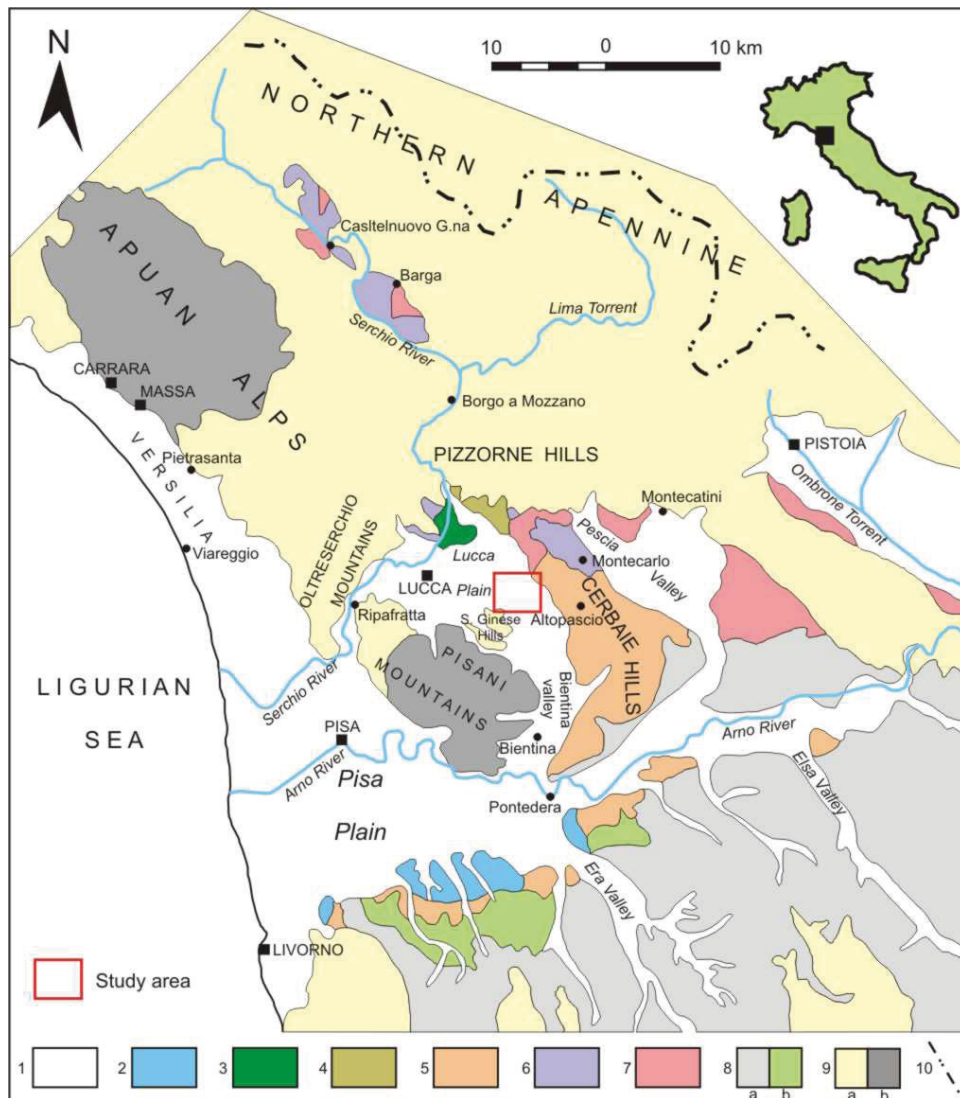 N
10 0 10 km
NORTHERN
APENNINE
APUAN
ALPS
Casltelnuovo G.na
Barga
Serchio River
Lima Torrent
CARRARA
MASSA
Borgo a Mozzano
PISTOIA
VERSILIA
Pietrasanta
PIZZORNE HILLS
Ombrone Torrent
Montecatini
Viareggio
OLTRESERCHIO
MOUNTAINS
Lucca
Plain
Pescia
Valley
Montecarlo
LUCCA
CERBAIE HILLS
Ripafratta
S. Ginese
Hills
Altopascio
PISANI
MOUNTAINS
LIGURIAN
SEA
Serchio River
Bientina
valley
PISA
Bientina
Arno River
Arno River
Pisa
Plain
Pontedera
Elsa Valley
Era Valley
LIVORNO
Study area
1 2 3 4 5 6 7 8 9 10
a b a b